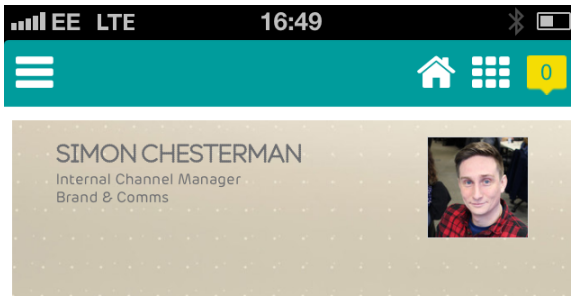 EE LTE 16:49
0
SIMON CHESTERMAN
Internal Channel Manager
Brand & Comms